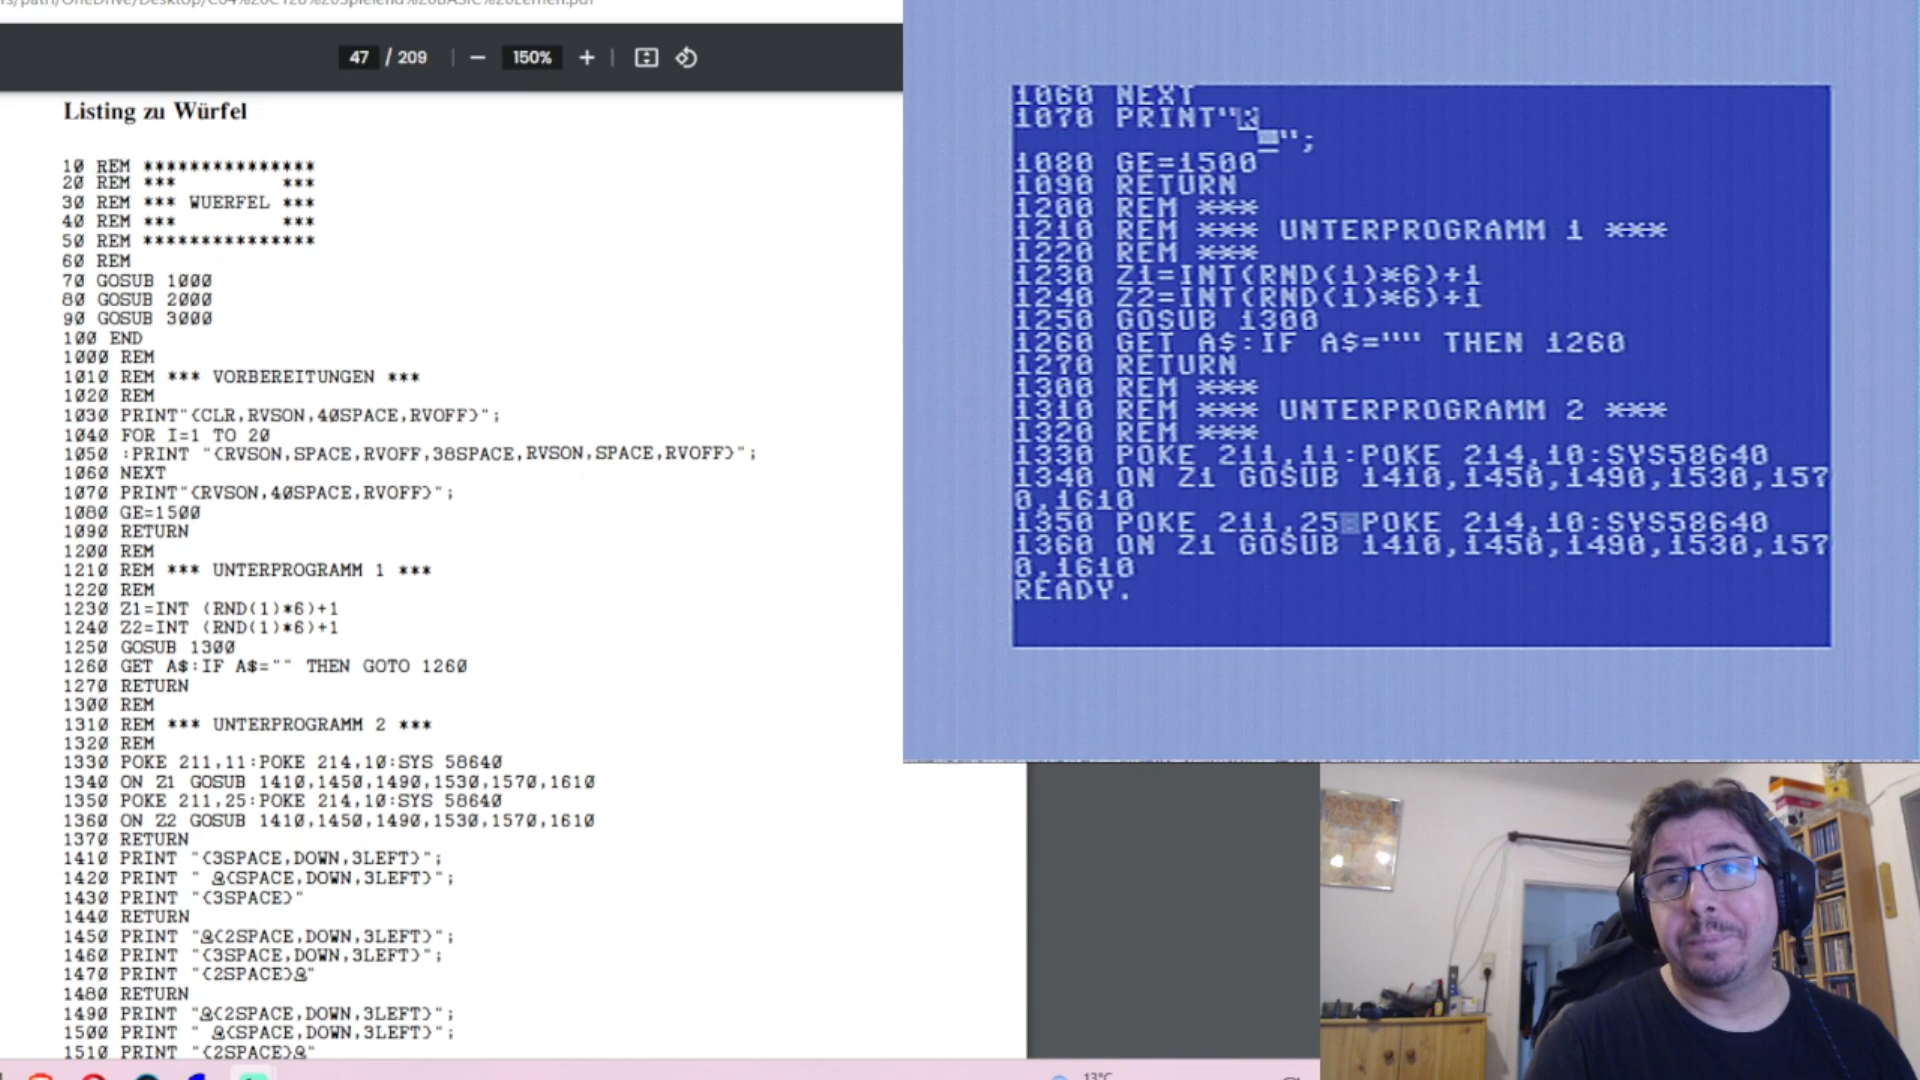 47 / 209 150%
Listing zu Würfel
10 REM ***************
20 REM *** ***
30 REM *** WUERFEL ***
40 REM *** ***
50 REM ***************
60 REM
70 GOSUB 1000
80 GOSUB 2000
90 GOSUB 3000
100 END
1000 REM
1010 REM *** VORBEREITUNGEN ***
1020 REM
1030 PRINT"{CLR,RVSON,40SPACE,RVOFF}";
1040 FOR I=1 TO 20
1050 :PRINT "{RVSON,SPACE,RVOFF,38SPACE,RVSON,SPACE,RVOFF}";
1060 NEXT
1070 PRINT"{RVSON,40SPACE,RVOFF}";
1080 GE=1500
1090 RETURN
1200 REM
1210 REM *** UNTERPROGRAMM 1 ***
1220 REM
1230 Z1=INT (RND(1)*6)+1
1240 Z2=INT (RND(1)*6)+1
1250 GOSUB 1300
1260 GET A$:IF A$="" THEN GOTO 1260
1270 RETURN
1300 REM
1310 REM *** UNTERPROGRAMM 2 ***
1320 REM
1330 POKE 211,11:POKE 214,10:SYS 58640
1340 ON Z1 GOSUB 1410,1450,1490,1530,1570,1610
1350 POKE 211,25:POKE 214,10:SYS 58640
1360 ON Z2 GOSUB 1410,1450,1490,1530,1570,1610
1370 RETURN
1410 PRINT "{3SPACE,DOWN,3LEFT}";
1420 PRINT " Q{SPACE,DOWN,3LEFT}";
1430 PRINT "{3SPACE}"
1440 RETURN
1450 PRINT "Q{2SPACE,DOWN,3LEFT}";
1460 PRINT "{3SPACE,DOWN,3LEFT}";
1470 PRINT "{2SPACE}Q"
1480 RETURN
1490 PRINT "Q{2SPACE,DOWN,3LEFT}";
1500 PRINT " Q{SPACE,DOWN,3LEFT}";
1510 PRINT "{2SPACE}Q"
1060 NEXT
1070 PRINT"R
";
1080 GE=1500
1090 RETURN
1200 REM ***
1210 REM *** UNTERPROGRAMM 1 ***
1220 REM ***
1230 Z1=INT(RND(1)*6)+1
1240 Z2=INT(RND(1)*6)+1
1250 GOSUB 1300
1260 GET A$:IF A$="" THEN 1260
1270 RETURN
1300 REM ***
1310 REM *** UNTERPROGRAMM 2 ***
1320 REM ***
1330 POKE 211,11:POKE 214,10:SYS58640
1340 ON Z1 GOSUB 1410,1450,1490,1530,157
0,1610
1350 POKE 211,25:POKE 214,10:SYS58640
1360 ON Z1 GOSUB 1410,1450,1490,1530,157
0,1610
READY.
13°C